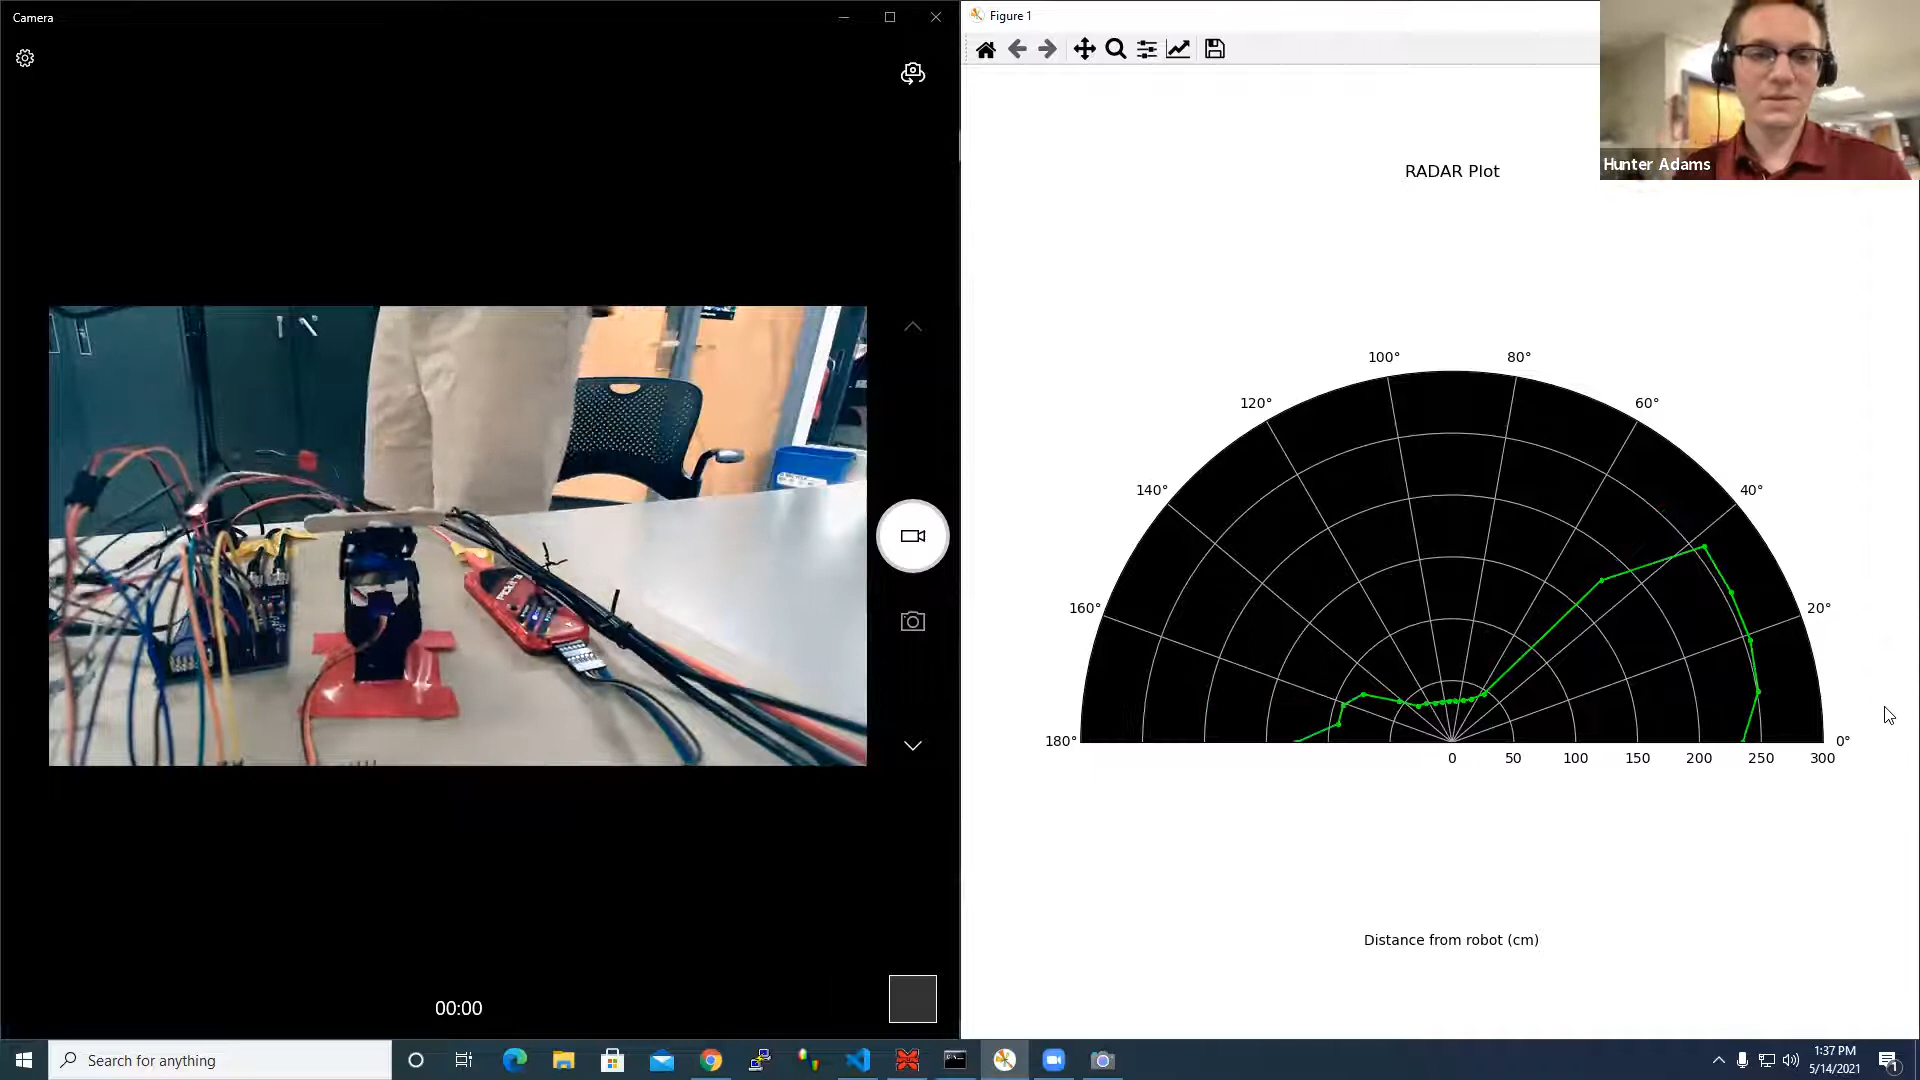 Camera
Figure 1
Hunter Adams
RADAR Plot
100°
80°
120°
60°
140°
40°
160°
20°
180°
0°
0
50
100
150
200
250
300
Distance from robot (cm)
00:00
Search for anything
1:37 PM
5/14/2021
1